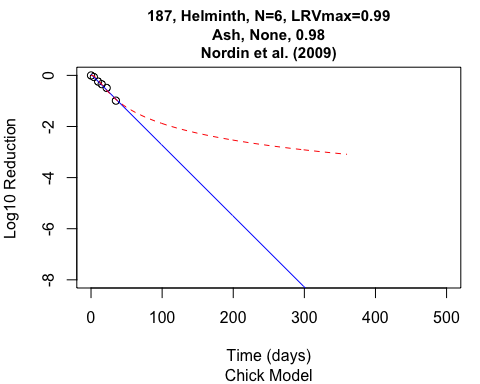 187, Helminth, N=6, LRVmax=0.99
Ash, None, 0.98
Nordin et al. (2009)
0
-2
-4
-6
-8
Log10 Reduction
0 100 200 300 400 500
Time (days)
Chick Model